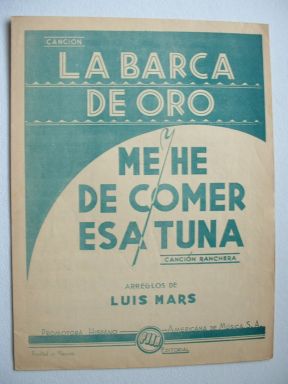 CANCIÓN
LA BARCA
DE ORO
Y
ME HE
DE COMER
ESA TUNA
CANCIÓN RANCHERA
ARREGLOS DE
LUIS MARS
PROMOTORA HISPANO AMERICANA DE MÚSICA S.A.
EDITORIAL